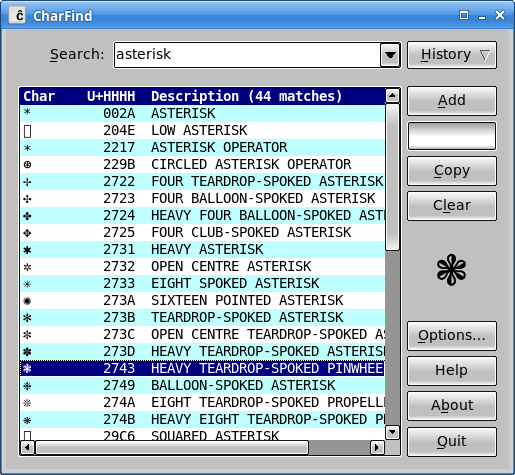 ĉ CharFind
Search: asterisk History
Char U+HHHH Description (44 matches)
* 002A ASTERISK
204E LOW ASTERISK
∗ 2217 ASTERISK OPERATOR
⊛ 229B CIRCLED ASTERISK OPERATOR
✢ 2722 FOUR TEARDROP-SPOKED ASTERISK
✣ 2723 FOUR BALLOON-SPOKED ASTERISK
✤ 2724 HEAVY FOUR BALLOON-SPOKED AST
✥ 2725 FOUR CLUB-SPOKED ASTERISK
✱ 2731 HEAVY ASTERISK
✲ 2732 OPEN CENTRE ASTERISK
✳ 2733 EIGHT SPOKED ASTERISK
✺ 273A SIXTEEN POINTED ASTERISK
✻ 273B TEARDROP-SPOKED ASTERISK
✼ 273C OPEN CENTRE TEARDROP-SPOKED AS
✽ 273D HEAVY TEARDROP-SPOKED ASTERISK
❃ 2743 HEAVY TEARDROP-SPOKED PINWHEE
❉ 2749 BALLOON-SPOKED ASTERISK
❊ 274A EIGHT TEARDROP-SPOKED PROPELL
❋ 274B HEAVY EIGHT TEARDROP-SPOKED P
29C6 SQUARED ASTERISK
Add
Copy
Clear
❃
Options...
Help
About
Quit